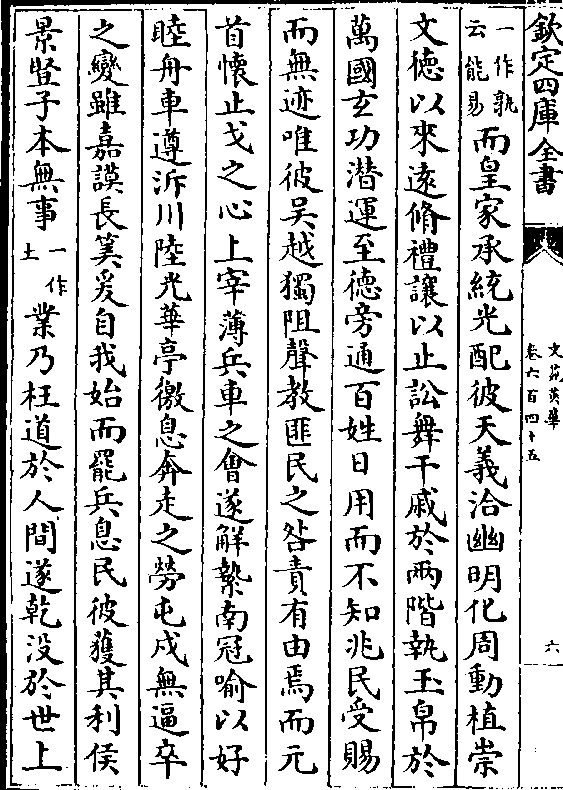 欽定四庫全書
文苑英華
卷六百四十五
六
一作孰
云能易
而皇家承統光配彼天義洽幽明化周動植崇
文徳以來逺脩禮讓以止訟舞干戚於兩階執玉帛於
萬國玄功潜運至徳旁通百姓日用而不知兆民受賜
而無迹唯彼吴越獨阻聲教匪民之咎責有由焉而元
首懷止戈之心上宰薄兵車之會遂解縶南冠喻以好
睦舟車遵泝川陸光華亭徼息奔走之勞屯戍無逼卒
之變雖嘉謨長筭爰自我始而罷兵息民彼獲其利侯
景豎子本無事
一作
士
業乃枉道於人間遂乾没於世上